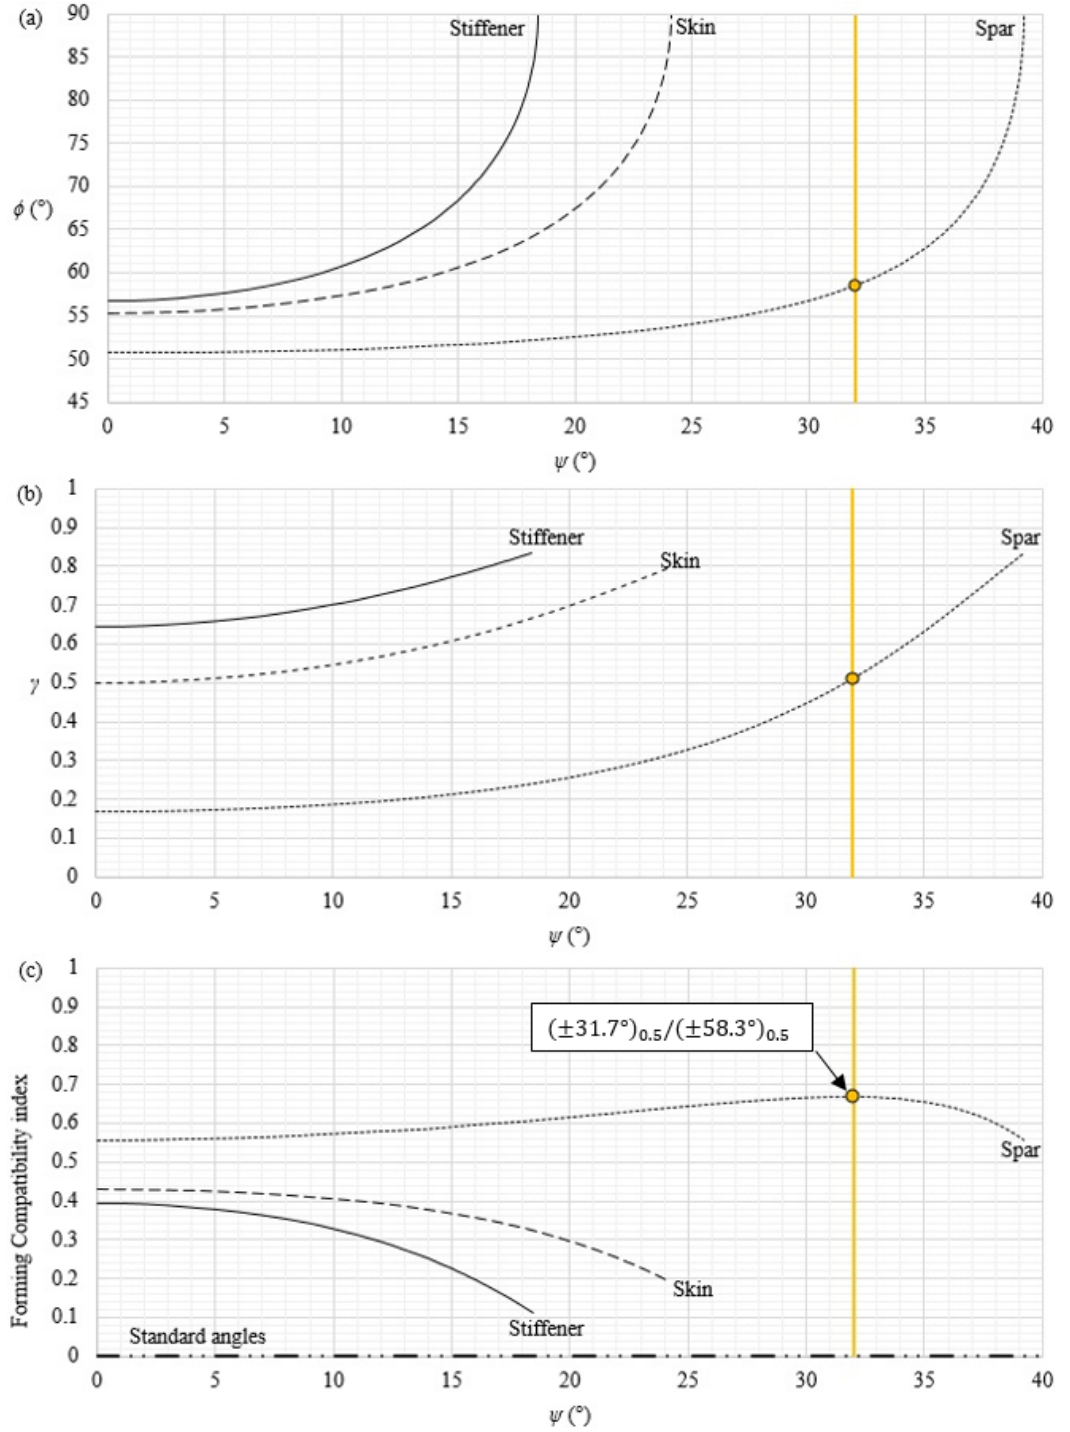 (a)
90
85
80
75
70
65
60
55
50
45
ϕ (°)
Stiffener
Skin
Spar
0 5 10 15 20 25 30 35 40
ψ (°)
(b)
1
0.9
0.8
0.7
0.6
0.5
0.4
0.3
0.2
0.1
0
γ
Stiffener
Skin
Spar
0 5 10 15 20 25 30 35 40
ψ (°)
(c)
1
0.9
0.8
0.7
0.6
0.5
0.4
0.3
0.2
0.1
0
Forming Compatibility index
(±31.7°)₀.₅/(±58.3°)₀.₅
Spar
Skin
Stiffener
Standard angles
0 5 10 15 20 25 30 35 40
ψ (°)